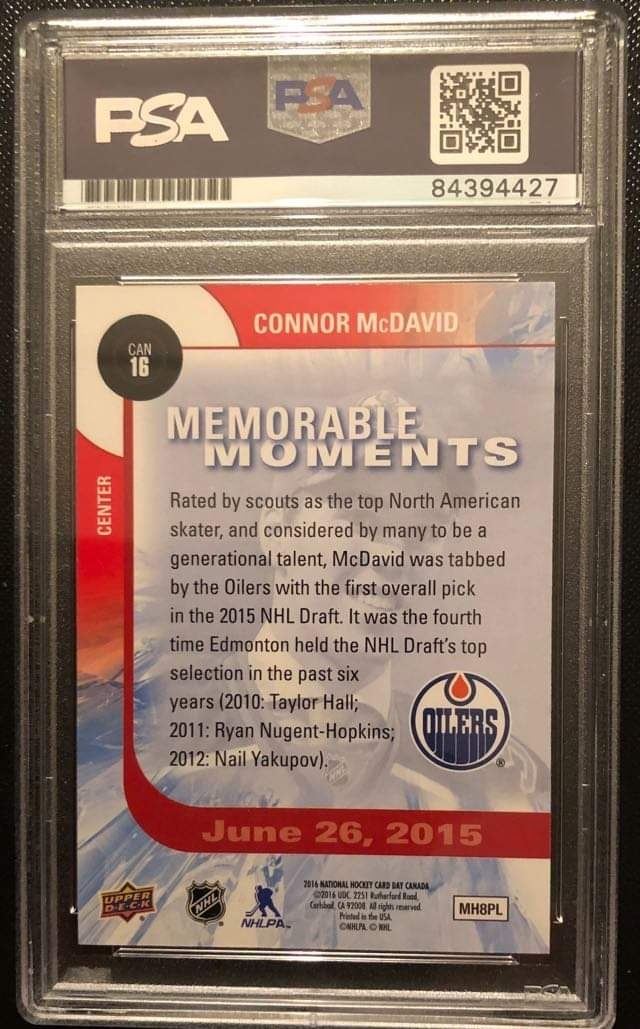 PSA
PSA
84394427
CONNOR McDAVID
CAN
16
CENTER
MEMORABLE
MOMENTS
Rated by scouts as the top North American
skater, and considered by many to be a
generational talent, McDavid was tabbed
by the Oilers with the first overall pick
in the 2015 NHL Draft. It was the fourth
time Edmonton held the NHL Draft's top
selection in the past six
years (2010: Taylor Hall;
2011: Ryan Nugent-Hopkins;
2012: Nail Yakupov).
OILERS
®
June 26, 2015
UPPER
D·E·C·K
NHL
NHLPA
2016 NATIONAL HOCKEY CARD DAY CANADA
©2016 UDC. 2251 Rutherford Road,
Carlsbad, CA 92008. All rights reserved.
Printed in the USA.
©NHLPA. © NHL
MH8PL
PSA